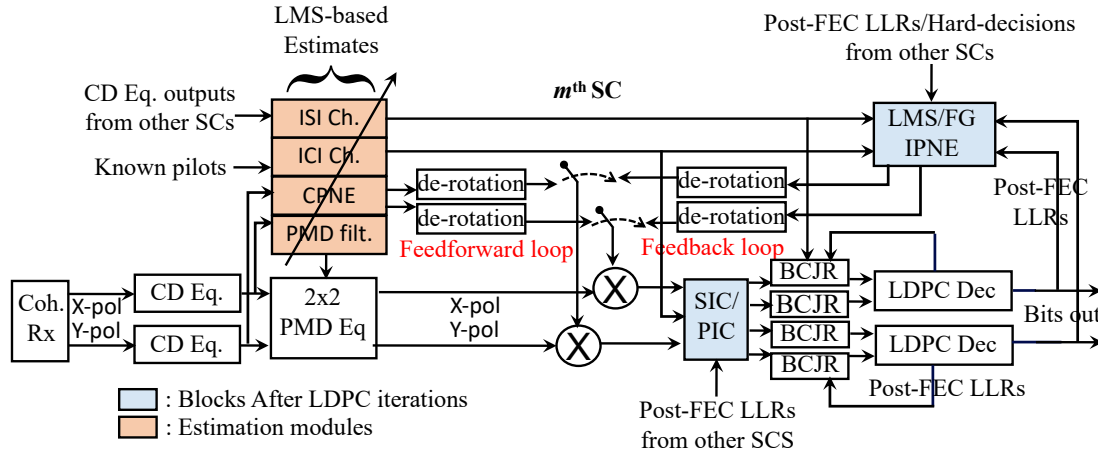 LMS-based
Estimates
Post-FEC LLRs/Hard-decisions
from other SCs
CD Eq. outputs
from other SCs
Known pilots
ISI Ch.
ICI Ch.
CPNE
PMD filt.
mth SC
LMS/FG
IPNE
de-rotation
de-rotation
de-rotation
de-rotation
Feedforward loop
Feedback loop
Post-FEC
LLRs
Coh.
Rx
X-pol
Y-pol
CD Eq.
CD Eq.
2x2
PMD Eq
X-pol
Y-pol
X
X
SIC/
PIC
BCJR
BCJR
BCJR
BCJR
LDPC Dec
LDPC Dec
Bits out
Post-FEC LLRs
Post-FEC LLRs
from other SCS
: Blocks After LDPC iterations
: Estimation modules